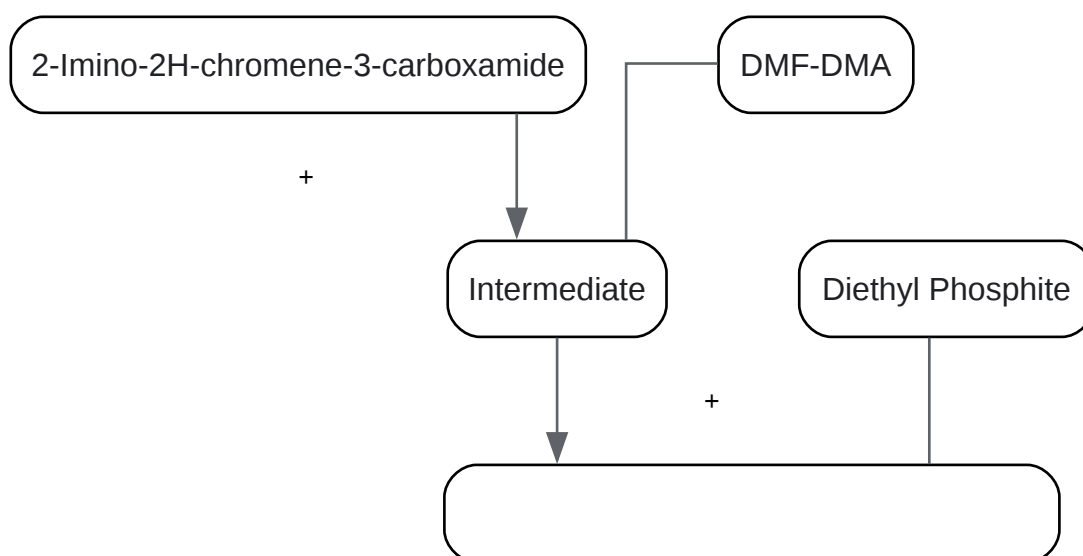 2-Imino-2H-chromene-3-carboxamide
DMF-DMA
+
Intermediate
Diethyl Phosphite
+